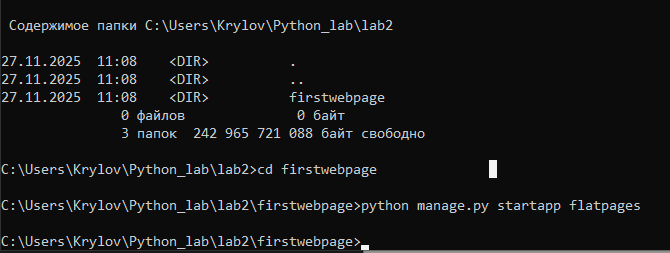 Содержимое папки C:\Users\Krylov\Python_lab\lab2
27.11.2025  11:08    <DIR>          .
27.11.2025  11:08    <DIR>          ..
27.11.2025  11:08    <DIR>          firstwebpage
0 файлов              0 байт
3 папок  242 965 721 088 байт свободно
C:\Users\Krylov\Python_lab\lab2>cd firstwebpage
C:\Users\Krylov\Python_lab\lab2\firstwebpage>python manage.py startapp flatpages
C:\Users\Krylov\Python_lab\lab2\firstwebpage>